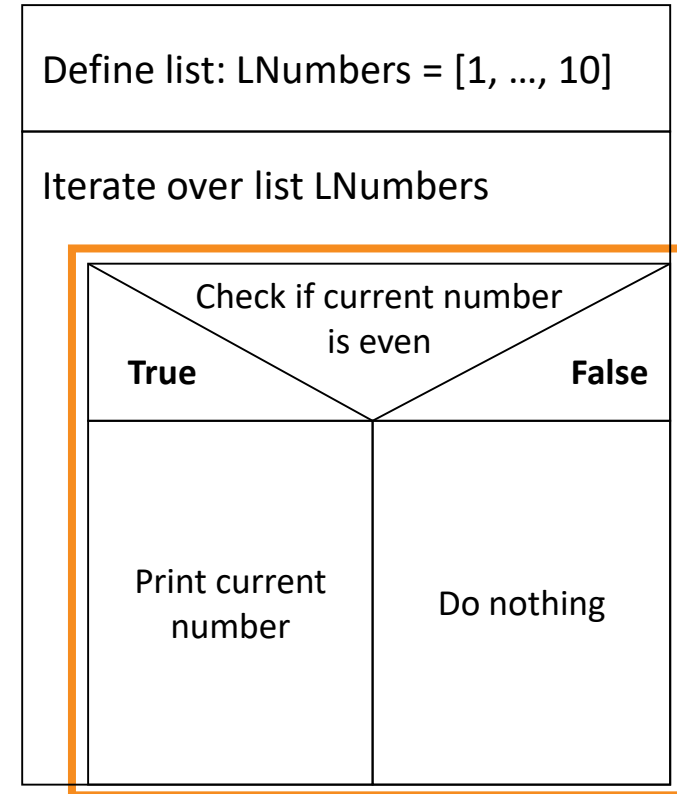 Define list: LNumbers = [1, ..., 10]
Iterate over list LNumbers
Check if current number
is even
True
False
Print current
number
Do nothing